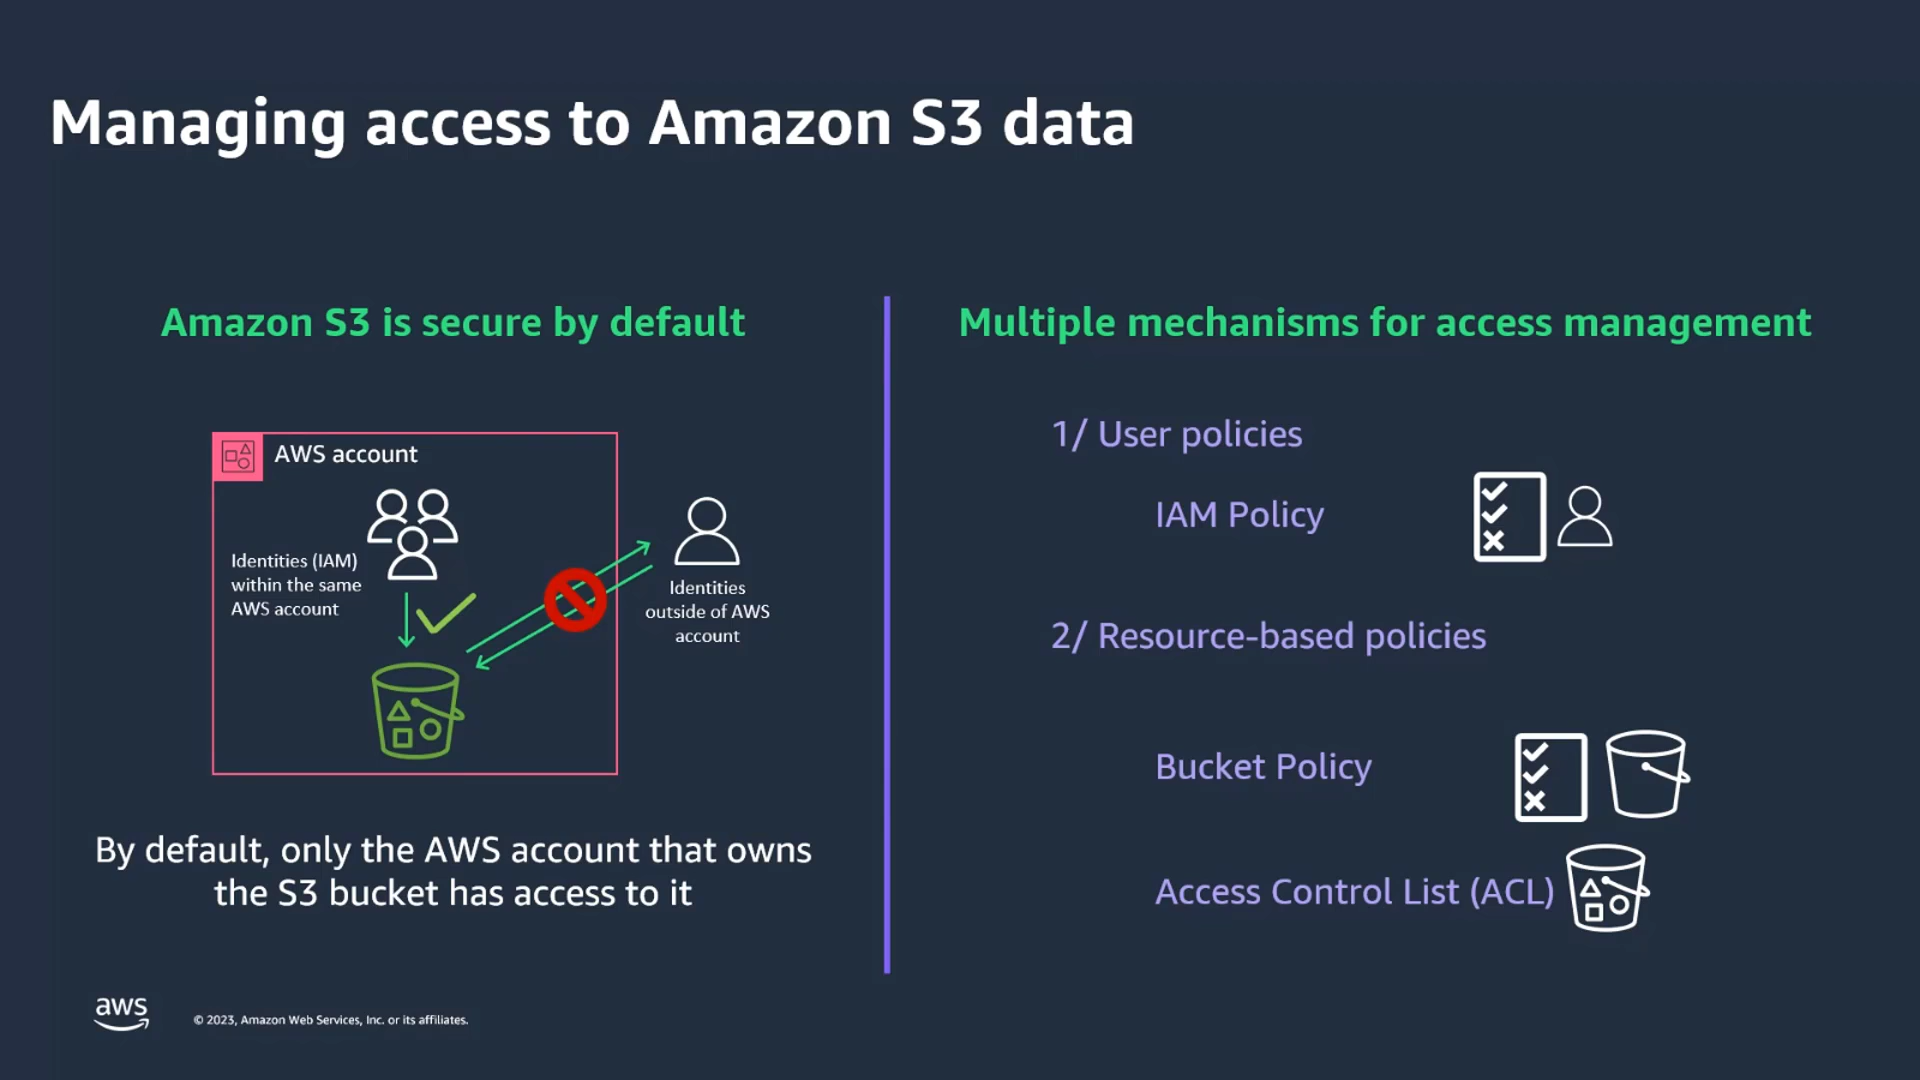 Managing access to Amazon S3 data
Amazon S3 is secure by default
AWS account
Identities (IAM)
within the same
AWS account
Identities
outside of AWS
account
By default, only the AWS account that owns
the S3 bucket has access to it
Multiple mechanisms for access management
1/ User policies
IAM Policy
2/ Resource-based policies
Bucket Policy
Access Control List (ACL)
aws
© 2023, Amazon Web Services, Inc. or its affiliates.